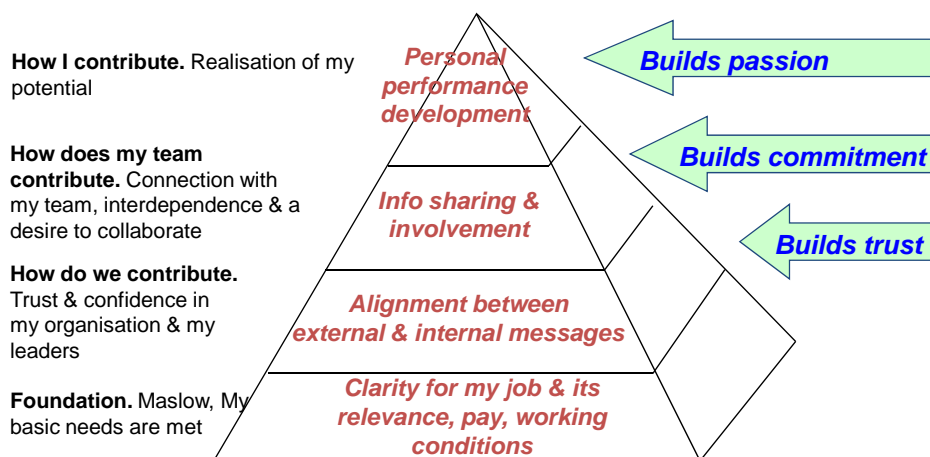 How I contribute. Realisation of my
potential
Personal
performance
development
Builds passion
How does my team
contribute. Connection with
my team, interdependence & a
desire to collaborate
Info sharing &
involvement
Builds commitment
How do we contribute.
Trust & confidence in
my organisation & my
leaders
Alignment between
external & internal messages
Builds trust
Foundation. Maslow, My
basic needs are met
Clarity for my job & its
relevance, pay, working
conditions